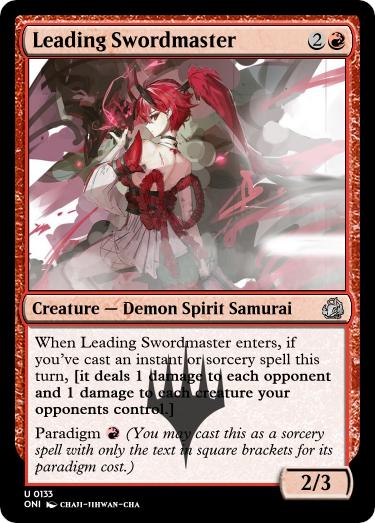 Leading Swordmaster 2
Creature — Demon Spirit Samurai
When Leading Swordmaster enters, if
you've cast an instant or sorcery spell this
turn, [it deals 1 damage to each opponent
and 1 damage to each creature your
opponents control.]
Paradigm (You may cast this as a sorcery
spell with only the text in square brackets for its
paradigm cost.)
2/3
U 0133
ONI CHAJI-JIHWAN-CHA